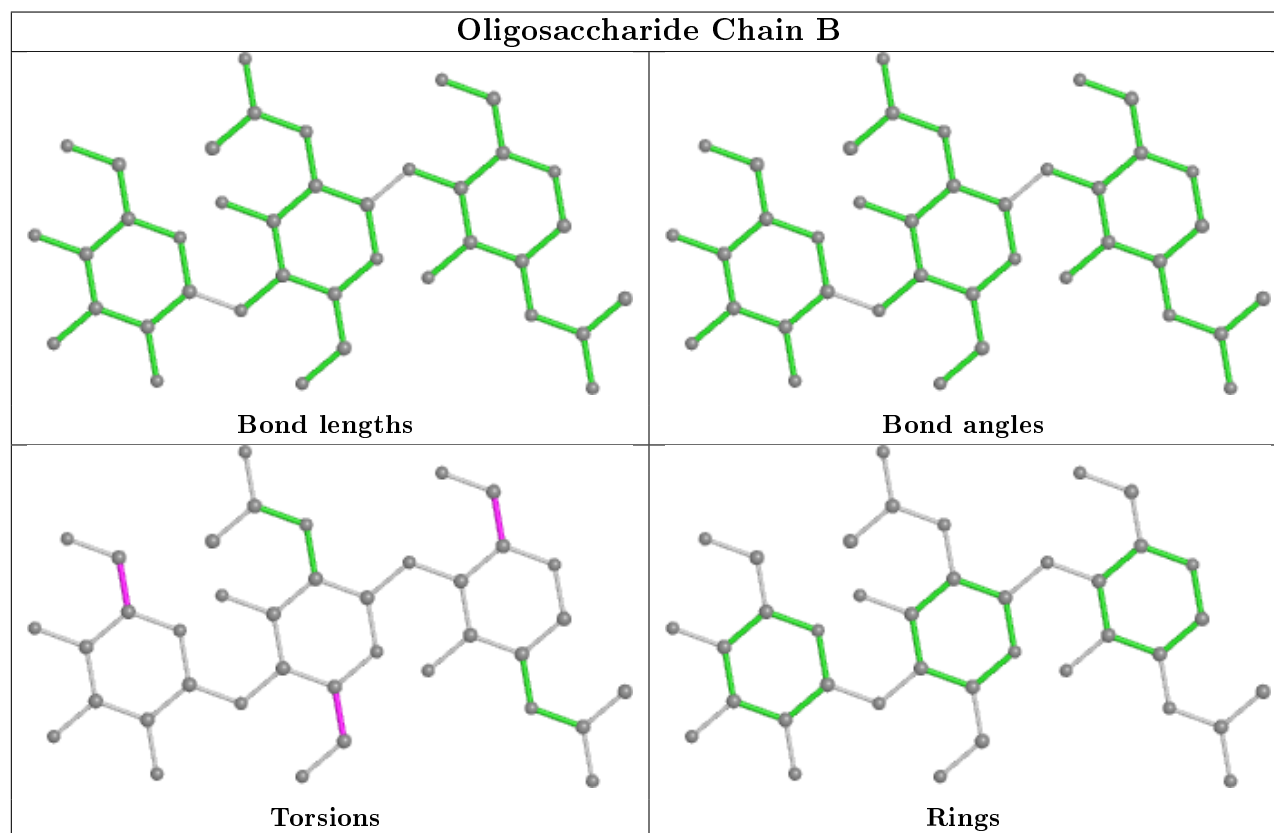 Oligosaccharide Chain B
Bond lengths
Bond angles
Torsions
Rings